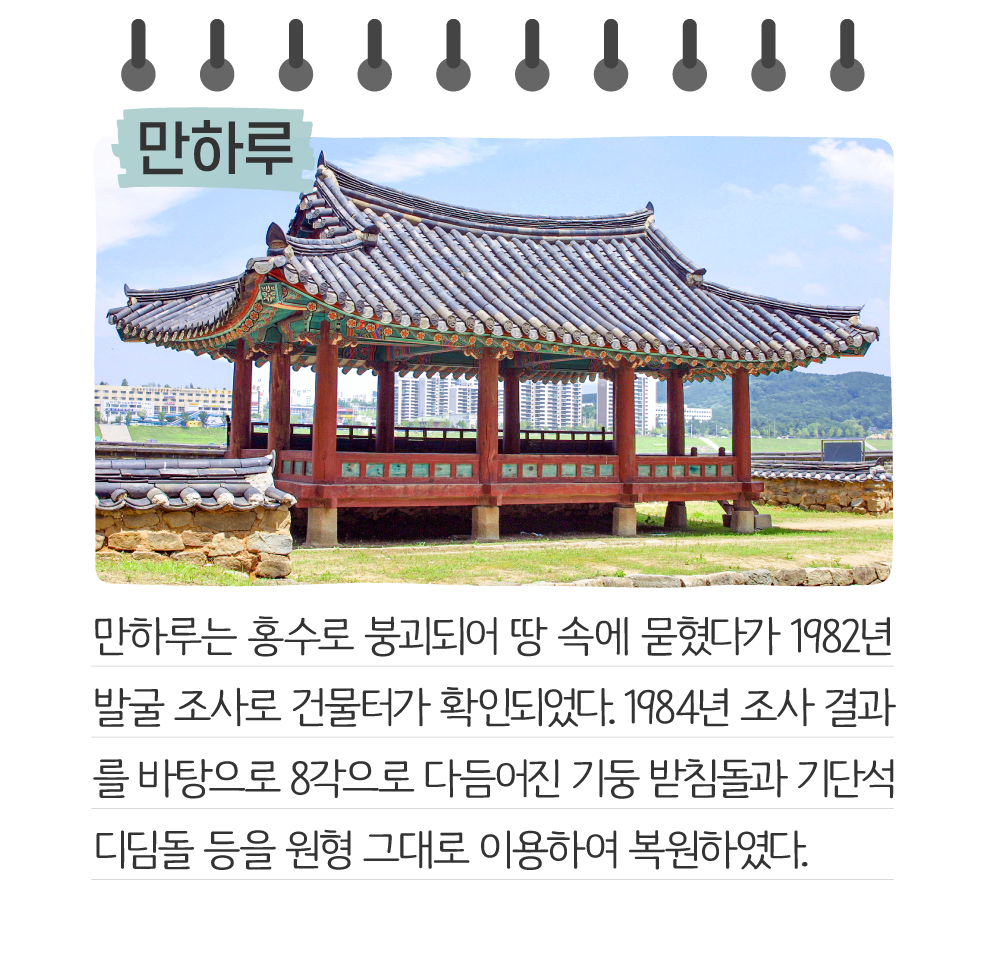 만하루
만하루는 홍수로 붕괴되어 땅 속에 묻혔다가 1982년
발굴 조사로 건물터가 확인되었다. 1984년 조사 결과
를 바탕으로 8각으로 다듬어진 기둥 받침돌과 기단석
디딤돌 등을 원형 그대로 이용하여 복원하였다.